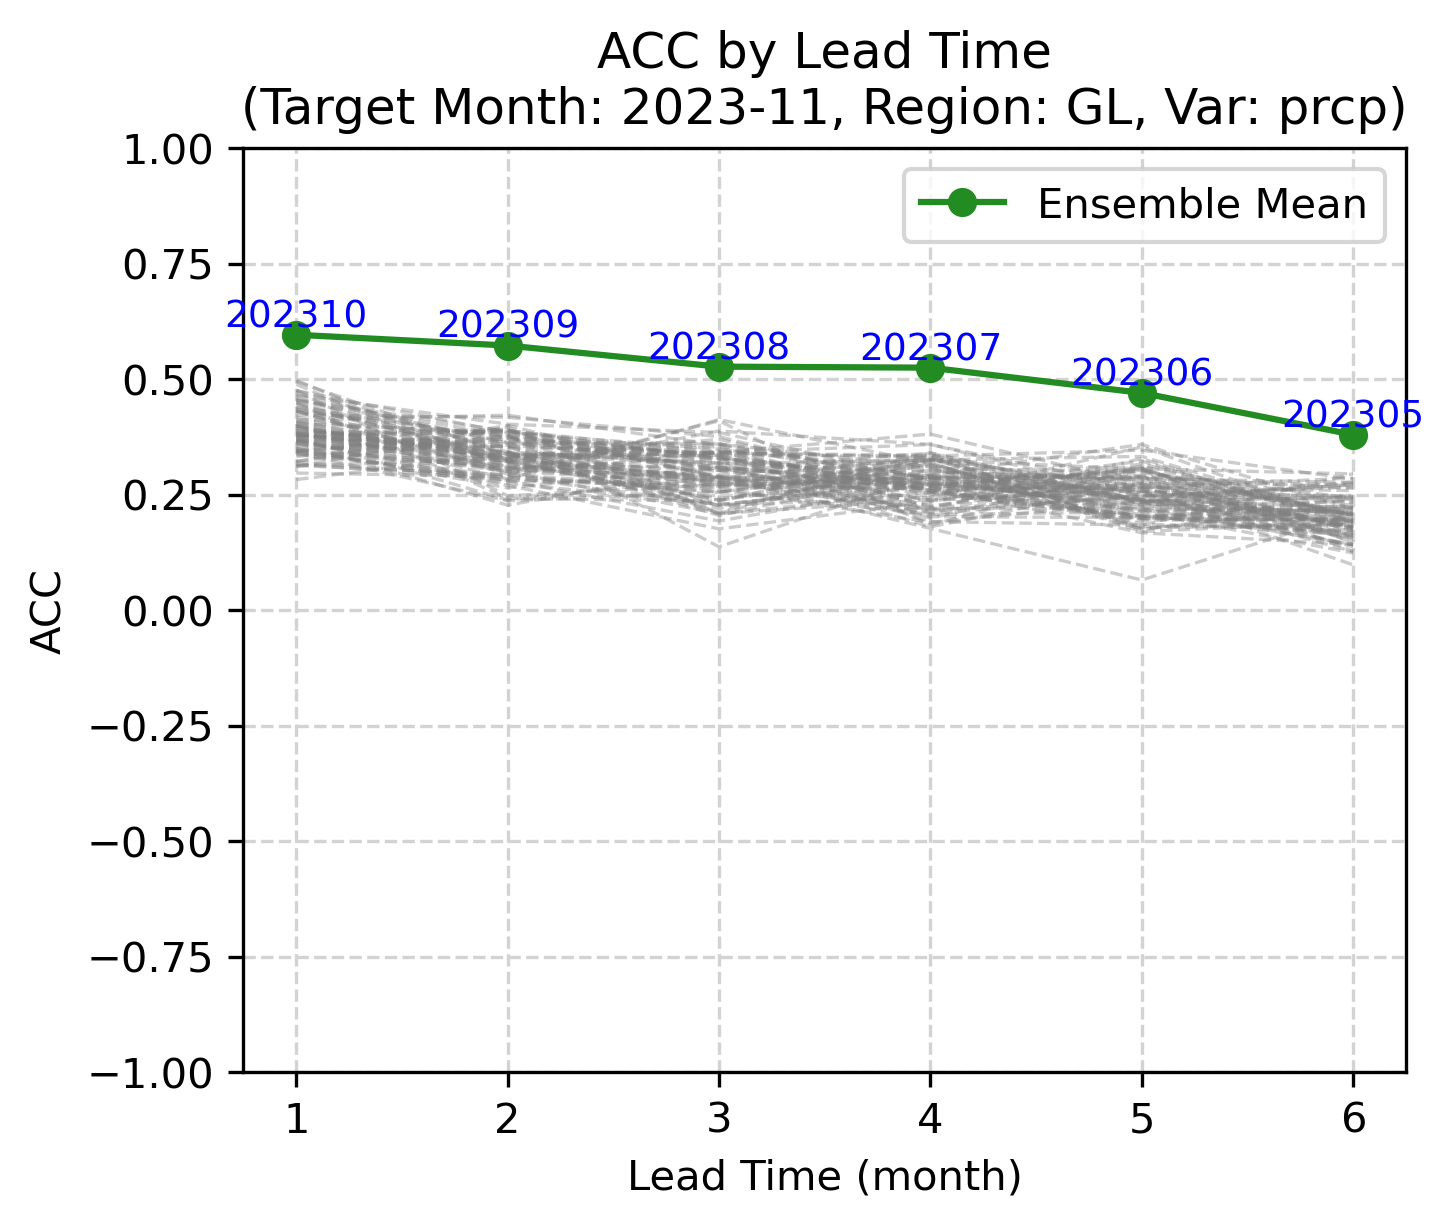 ACC by Lead Time
(Target Month: 2023-11, Region: GL, Var: prcp)
1.00
0.75
0.50
0.25
0.00
−0.25
−0.50
−0.75
−1.00
ACC
Ensemble Mean
202310
202309
202308
202307
202306
202305
1 2 3 4 5 6
Lead Time (month)